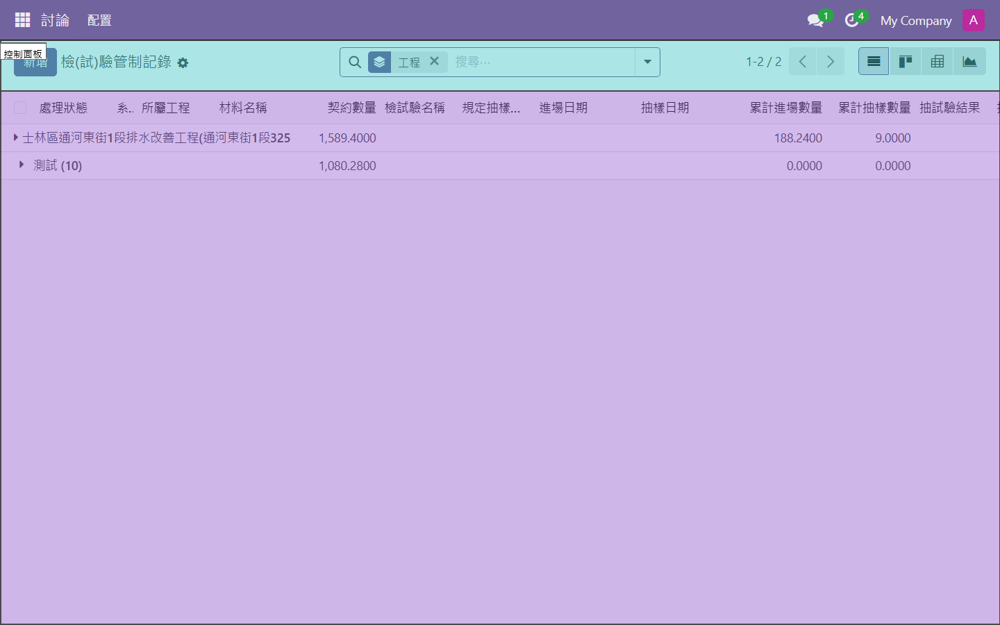 討論 配置 1 4 My Company A
控制面板
新增 檢(試)驗管制記錄 工程 搜尋... 1-2 / 2
處理狀態 系... 所屬工程 材料名稱 契約數量 檢試驗名稱 規定抽樣... 進場日期 抽樣日期 累計進場數量 累計抽樣數量 抽試驗結果
士林區通河東街1段排水改善工程(通河東街1段325 1,589.4000 188.2400 9.0000
測試 (10) 1,080.2800 0.0000 0.0000